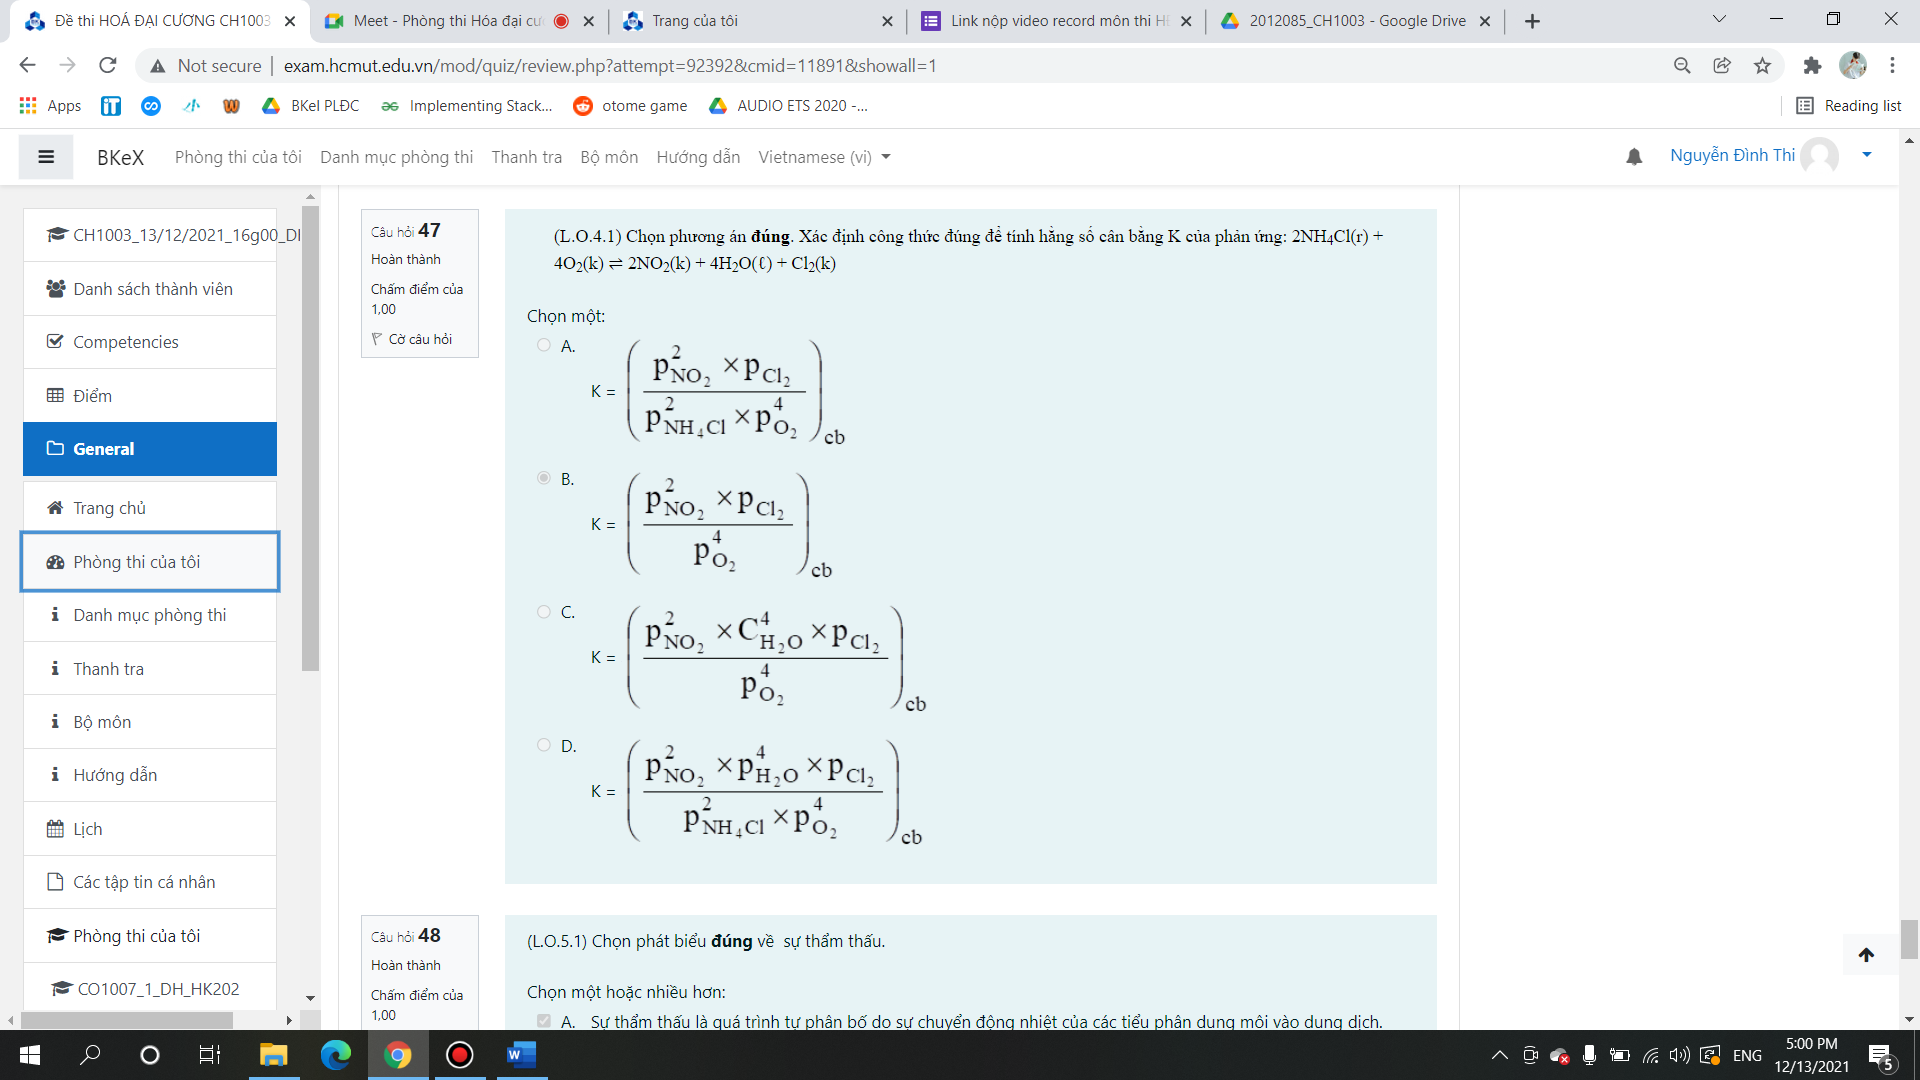 Đề thi HOÁ ĐẠI CƯƠNG CH1003
Meet - Phòng thi Hóa đại cư
Trang của tôi
Link nộp video record môn thi H
2012085_CH1003 - Google Drive
Not secure
exam.hcmut.edu.vn/mod/quiz/review.php?attempt=92392&cmid=11891&showall=1
Apps
BKel PLĐC
Implementing Stack...
otome game
AUDIO ETS 2020 -...
Reading list
BKeX
Phòng thi của tôi
Danh mục phòng thi
Thanh tra
Bộ môn
Hướng dẫn
Vietnamese (vi)
Nguyễn Đình Thi
CH1003_13/12/2021_16g00_DI
Danh sách thành viên
Competencies
Điểm
General
Trang chủ
Phòng thi của tôi
Danh mục phòng thi
Thanh tra
Bộ môn
Hướng dẫn
Lịch
Các tập tin cá nhân
Phòng thi của tôi
CO1007_1_DH_HK202
Câu hỏi 47
Hoàn thành
Chấm điểm của
1,00
Cờ câu hỏi
(L.O.4.1) Chọn phương án đúng. Xác định công thức đúng để tính hằng số cân bằng K của phản ứng: 2NH₄Cl(r) +
4O₂(k) ⇌ 2NO₂(k) + 4H₂O(ℓ) + Cl₂(k)
Chọn một:
A.
K = (p²NO₂ × pCl₂ / p²NH₄Cl × p⁴O₂)cb
B.
K = (p²NO₂ × pCl₂ / p⁴O₂)cb
C.
K = (p²NO₂ × C⁴H₂O × pCl₂ / p⁴O₂)cb
D.
K = (p²NO₂ × p⁴H₂O × pCl₂ / p²NH₄Cl × p⁴O₂)cb
Câu hỏi 48
Hoàn thành
Chấm điểm của
1,00
(L.O.5.1) Chọn phát biểu đúng về sự thẩm thấu.
Chọn một hoặc nhiều hơn:
A. Sự thẩm thấu là quá trình tự phân bố do sự chuyển động nhiệt của các tiểu phân dung môi vào dung dịch.
ENG
5:00 PM
12/13/2021
5